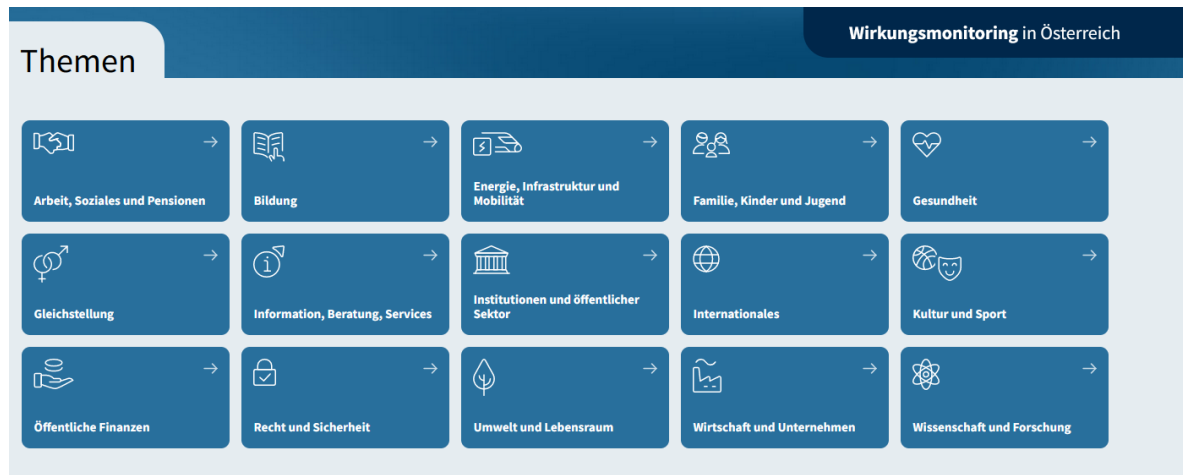 Wirkungsmonitoring in Österreich
Themen
Arbeit, Soziales und Pensionen
Bildung
Energie, Infrastruktur und
Mobilität
Familie, Kinder und Jugend
Gesundheit
Gleichstellung
Information, Beratung, Services
Institutionen und öffentlicher
Sektor
Internationales
Kultur und Sport
Öffentliche Finanzen
Recht und Sicherheit
Umwelt und Lebensraum
Wirtschaft und Unternehmen
Wissenschaft und Forschung